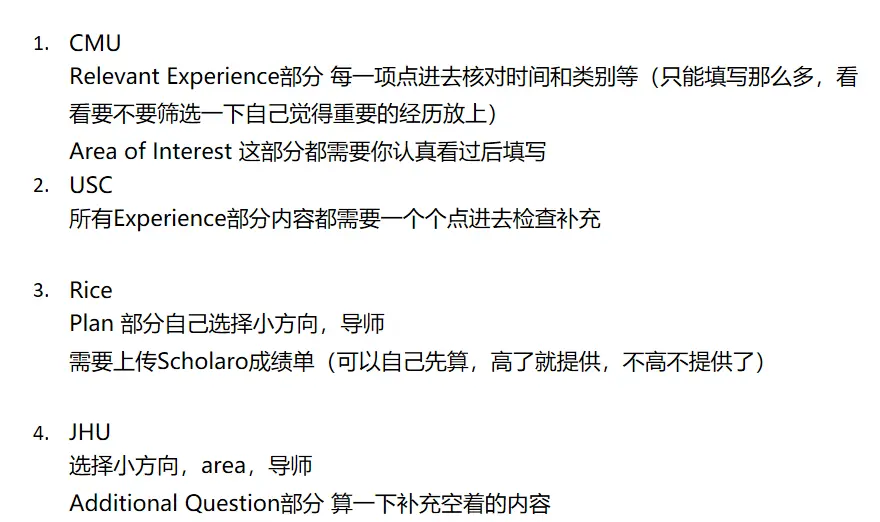 1. CMU
Relevant Experience部分 每一项点进去核对时间和类别等（只能填写那么多，看
看要不要筛选一下自己觉得重要的经历放上）
Area of Interest 这部分都需要你认真看过后填写
2. USC
所有Experience部分内容都需要一个个点进去检查补充
3. Rice
Plan 部分自己选择小方向，导师
需要上传Scholaro成绩单（可以自己先算，高了就提供，不高不提供了）
4. JHU
选择小方向，area，导师
Additional Question部分 算一下补充空着的内容